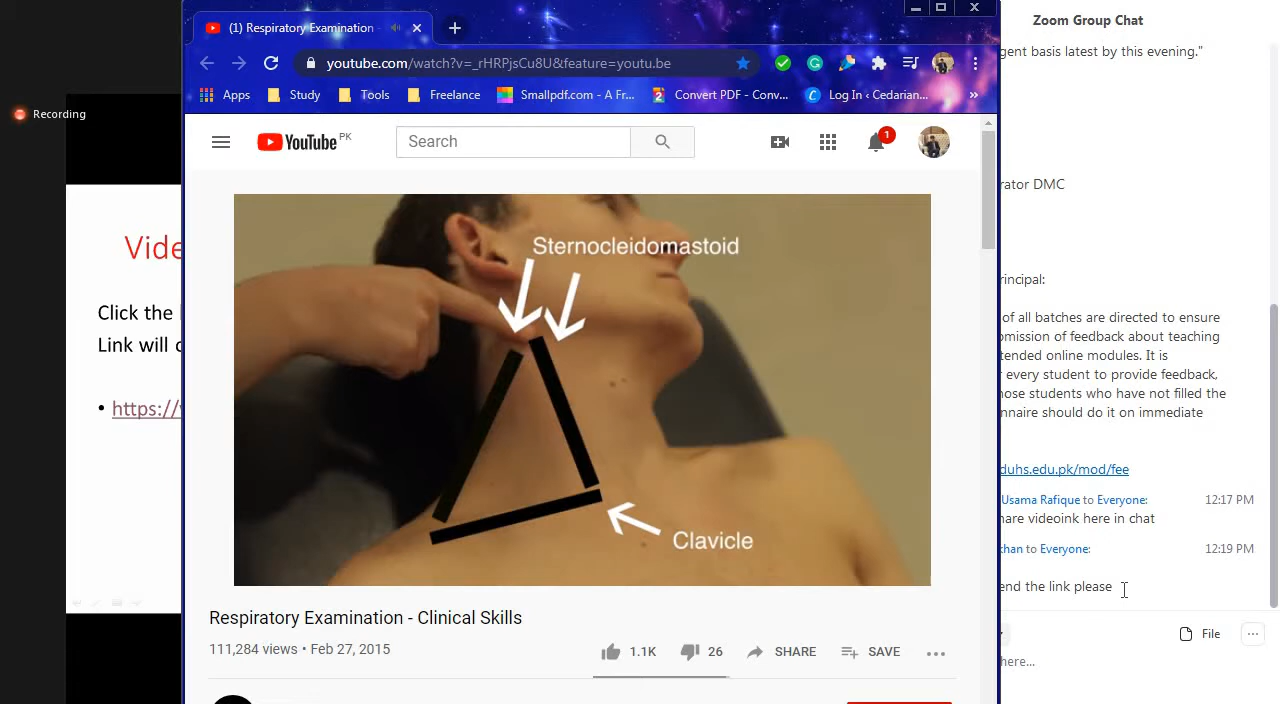 Recording
Vide
Click the
Link will
• https://
(1) Respiratory Examination -
youtube.com/watch?v=_rHRPjsCu8U&feature=youtu.be
Apps
Study
Tools
Freelance
Smallpdf.com - A Fr...
Convert PDF - Conv...
Log In ‹ Cedarian...
»
YouTube PK
Search
1
Sternocleidomastoid
Clavicle
Respiratory Examination - Clinical Skills
111,284 views • Feb 27, 2015
1.1K
26
SHARE
SAVE
Zoom Group Chat
gent basis latest by this evening."
rator DMC
rincipal:
of all batches are directed to ensure
omission of feedback about teaching
tended online modules. It is
r every student to provide feedback,
ose students who have not filled the
nnaire should do it on immediate
duhs.edu.pk/mod/fee
Usama Rafique to Everyone:
12:17 PM
hare videoink here in chat
khan to Everyone:
12:19 PM
end the link please
File
here...